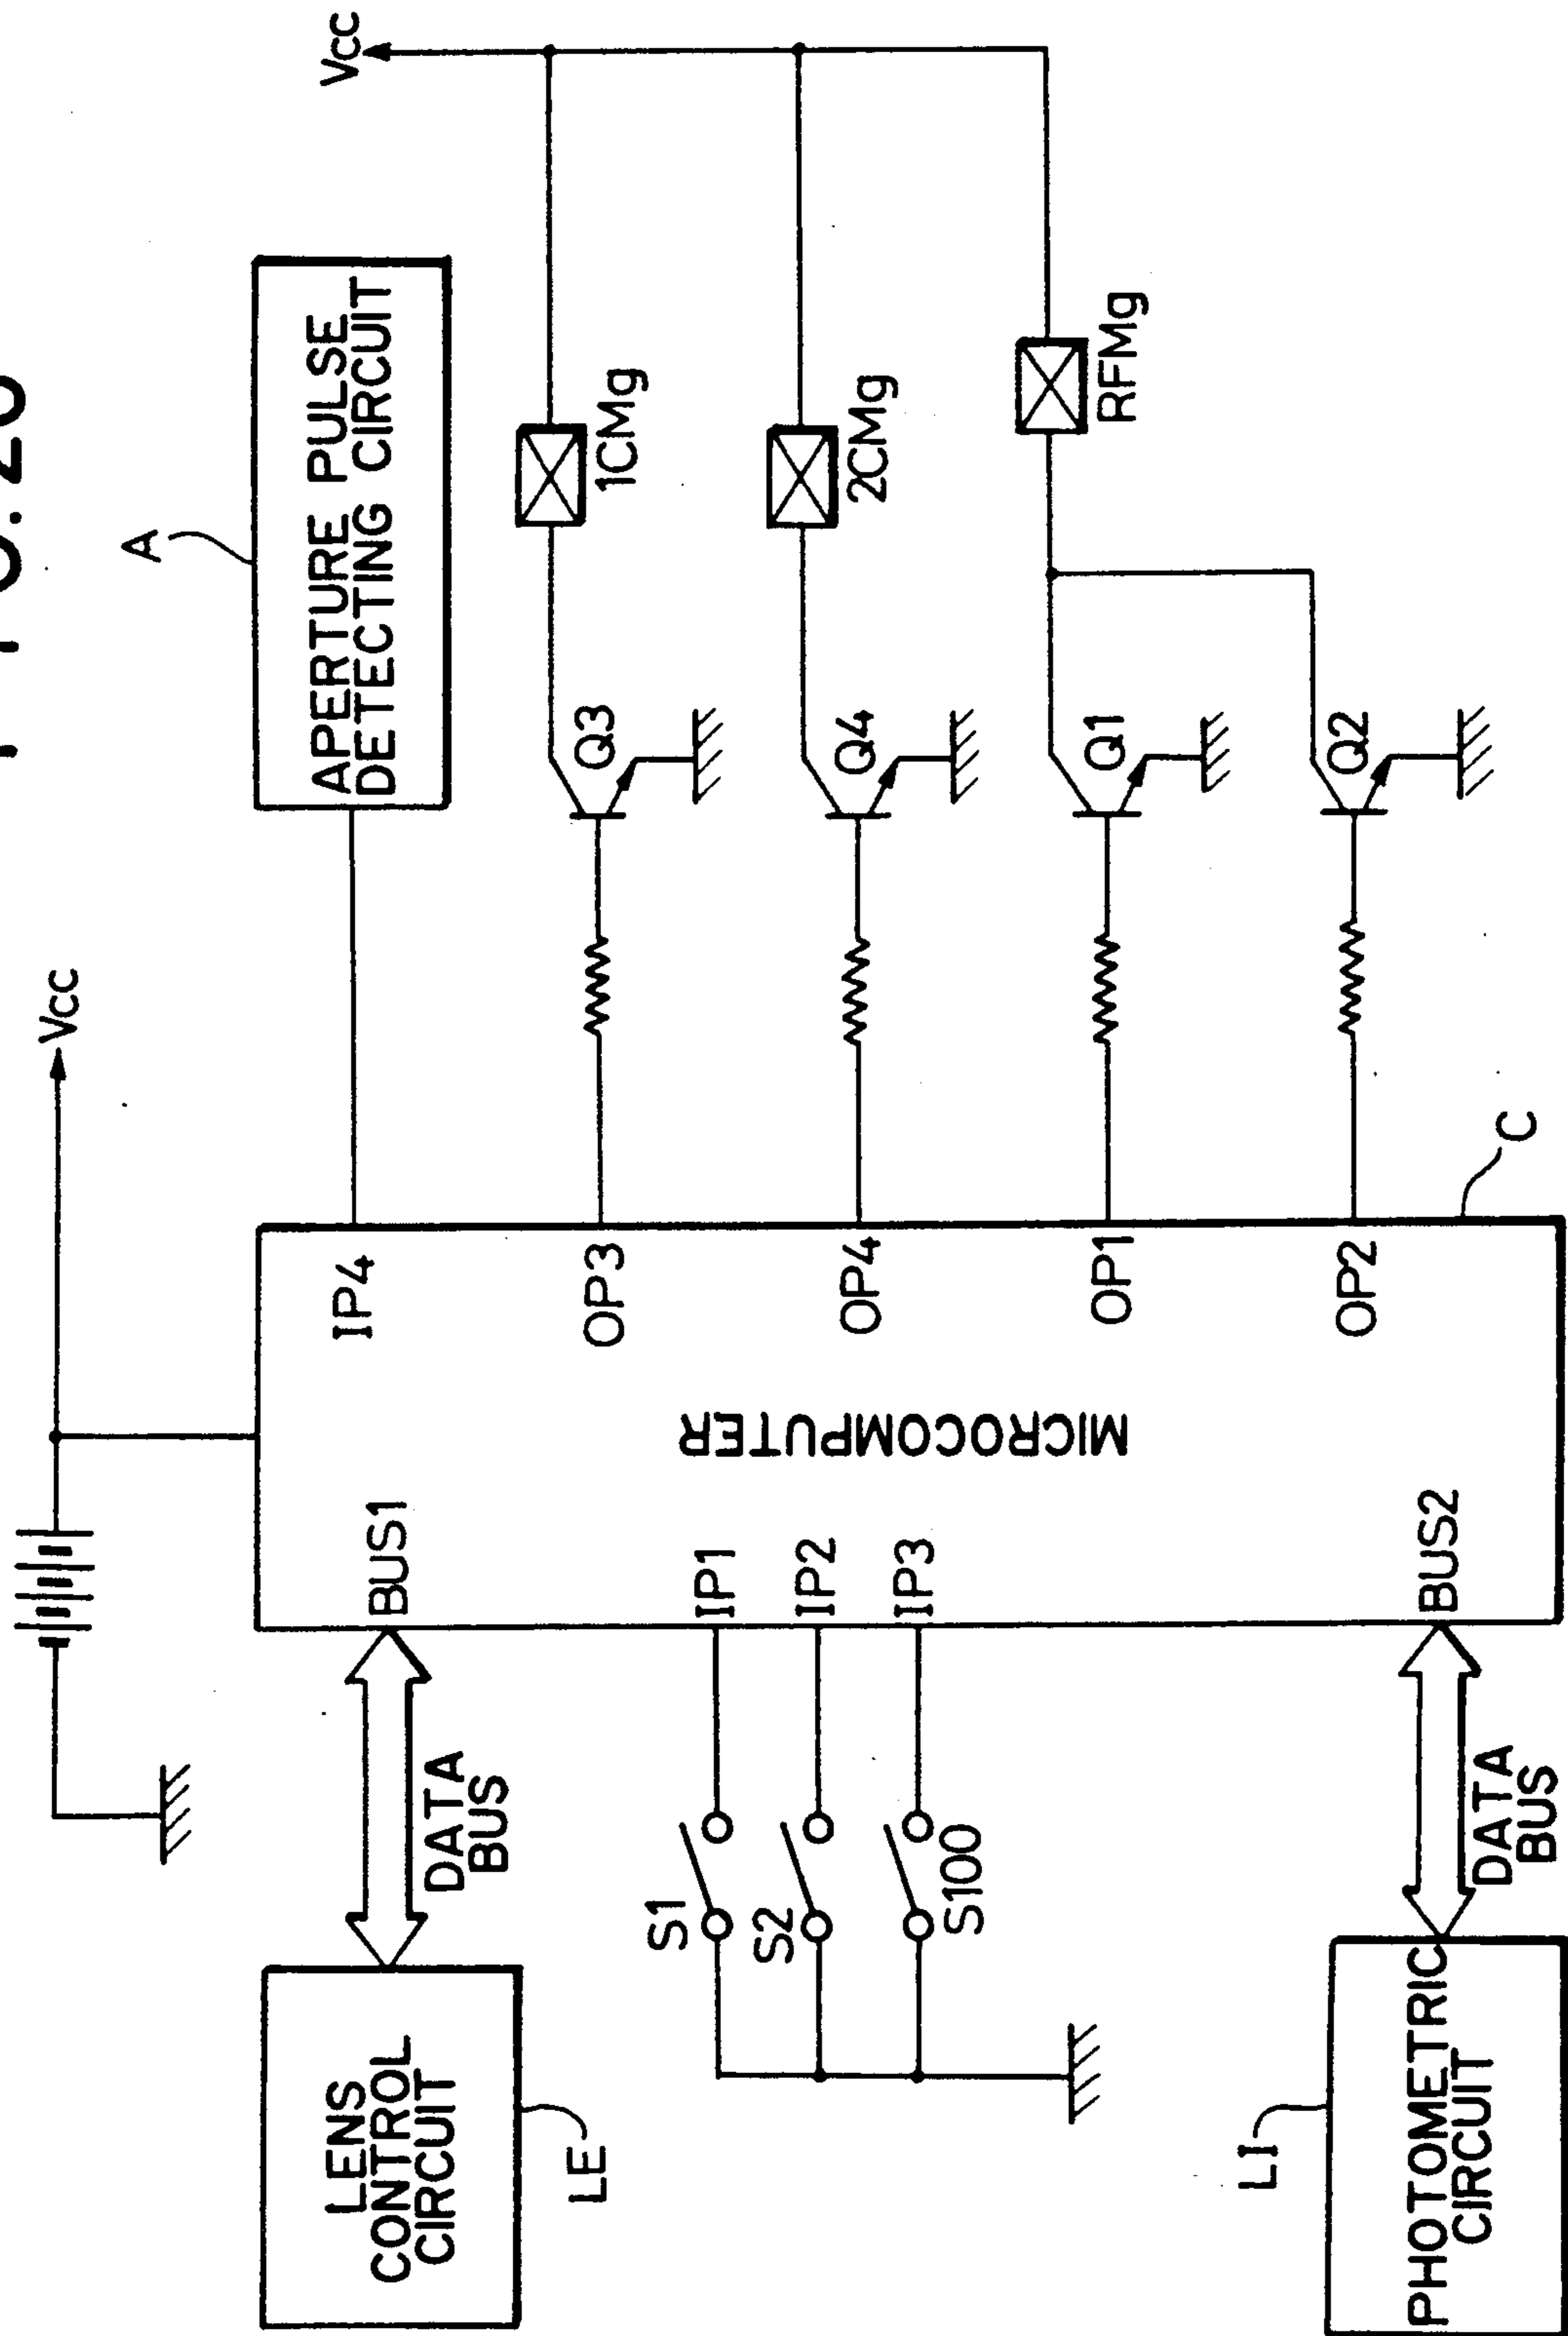 Vcc
LENS
CONTROL
CIRCUIT
LE
DATA
BUS
BUS1
IP4
A
APERTURE PULSE
DETECTING CIRCUIT
Vcc
S1
S2
S100
IP1
IP2
IP3
MICROCOMPUTER
OP3
OP4
OP1
OP2
Q3
1CMg
Q4
2CMg
Q1
RFMg
Q2
LI
PHOTOMETRIC
CIRCUIT
DATA
BUS
BUS2
C